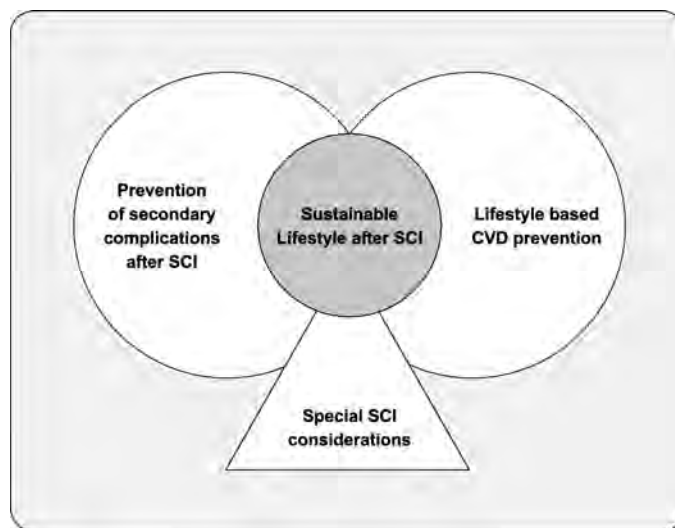 Prevention
of secondary
complications
after SCI
Sustainable
Lifestyle after SCI
Lifestyle based
CVD prevention
Special SCI
considerations